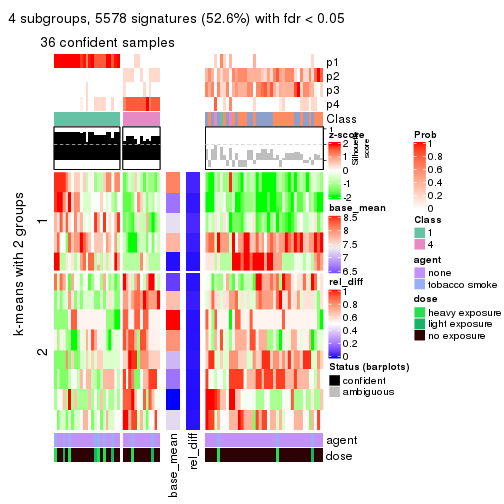 4 subgroups, 5578 signatures (52.6%) with fdr < 0.05
36 confident samples
p1
p2
p3
p4
Class
1
Silhouette
score
k-means with 2 groups
1
2
agent
dose
base_mean
rel_diff
z-score
2
1
0
-1
-2
base_mean
8.5
8
7.5
7
6.5
rel_diff
1
0.8
0.6
0.4
0.2
0
Status (barplots)
confident
ambiguous
Prob
1
0.8
0.6
0.4
0.2
0
Class
1
4
agent
none
tobacco smoke
dose
heavy exposure
light exposure
no exposure